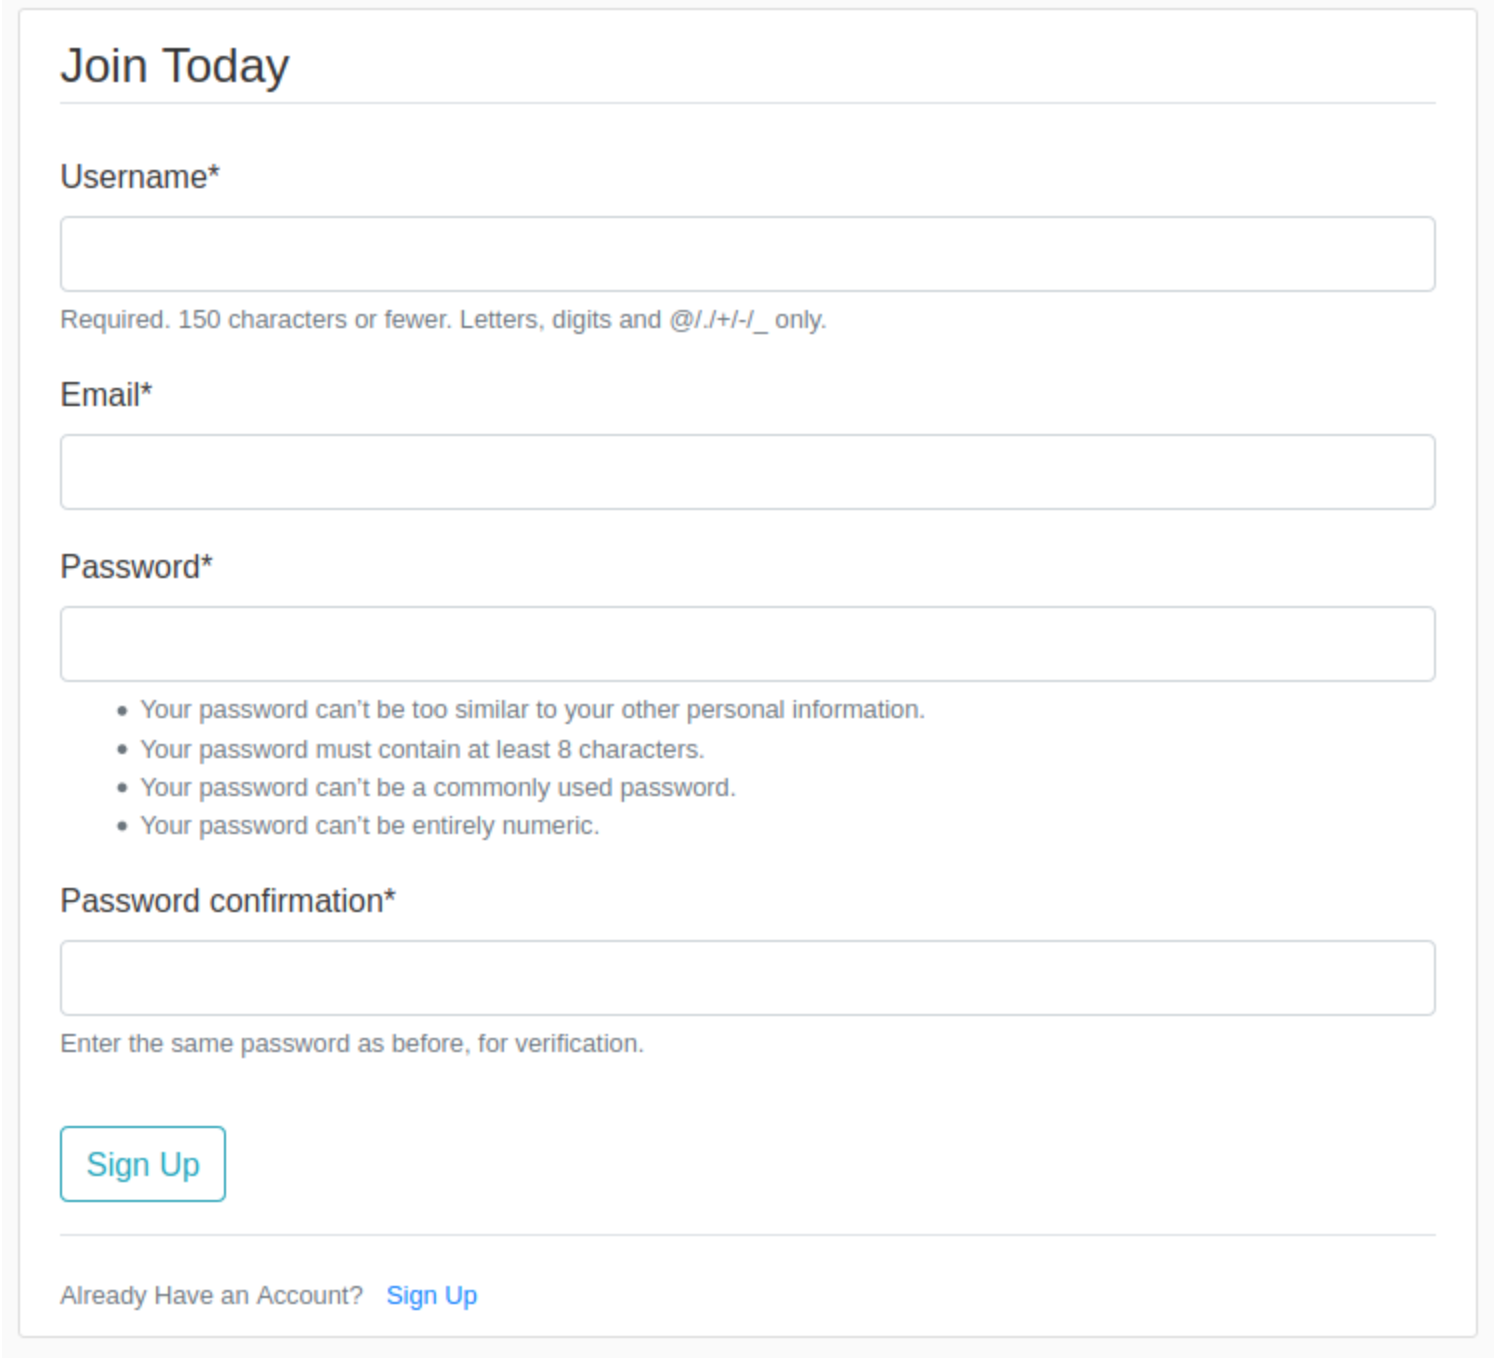 Join Today
Username*
Required. 150 characters or fewer. Letters, digits and @/./+/-/_ only.
Email*
Password*
• Your password can’t be too similar to your other personal information.
• Your password must contain at least 8 characters.
• Your password can’t be a commonly used password.
• Your password can’t be entirely numeric.
Password confirmation*
Enter the same password as before, for verification.
Sign Up
Already Have an Account? Sign Up